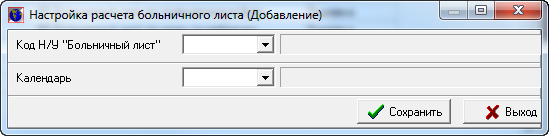 Настройка расчета больничного листа (Добавление)
Код Н/У "Больничный лист"
Календарь
Сохранить
Выход